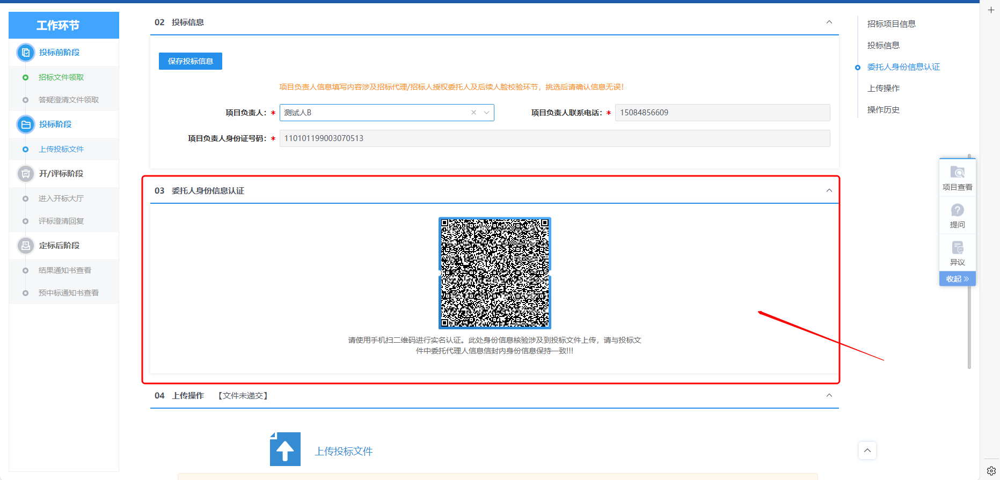 工作环节
投标前阶段
招标文件领取
答疑澄清文件领取
投标阶段
上传投标文件
开/评标阶段
进入开标大厅
评标澄清回复
定标后阶段
结果通知书查看
预中标通知书查看
02 投标信息
保存投标信息
项目负责人信息填写内容涉及招标代理/招标人授权委托人及后续人脸校验环节，挑选后请确认信息无误！
项目负责人：* 测试人B
项目负责人联系电话：* 15084856609
项目负责人身份证号码：* 110101199003070513
03 委托人身份信息认证
请使用手机扫二维码进行实名认证。此处身份信息核验涉及到投标文件上传，请与投标文
件中委托代理人信息信封内身份信息保持一致!!!
04 上传操作 【文件未递交】
上传投标文件
招标项目信息
投标信息
委托人身份信息认证
上传操作
操作历史
项目查看
提问
异议
收起 »